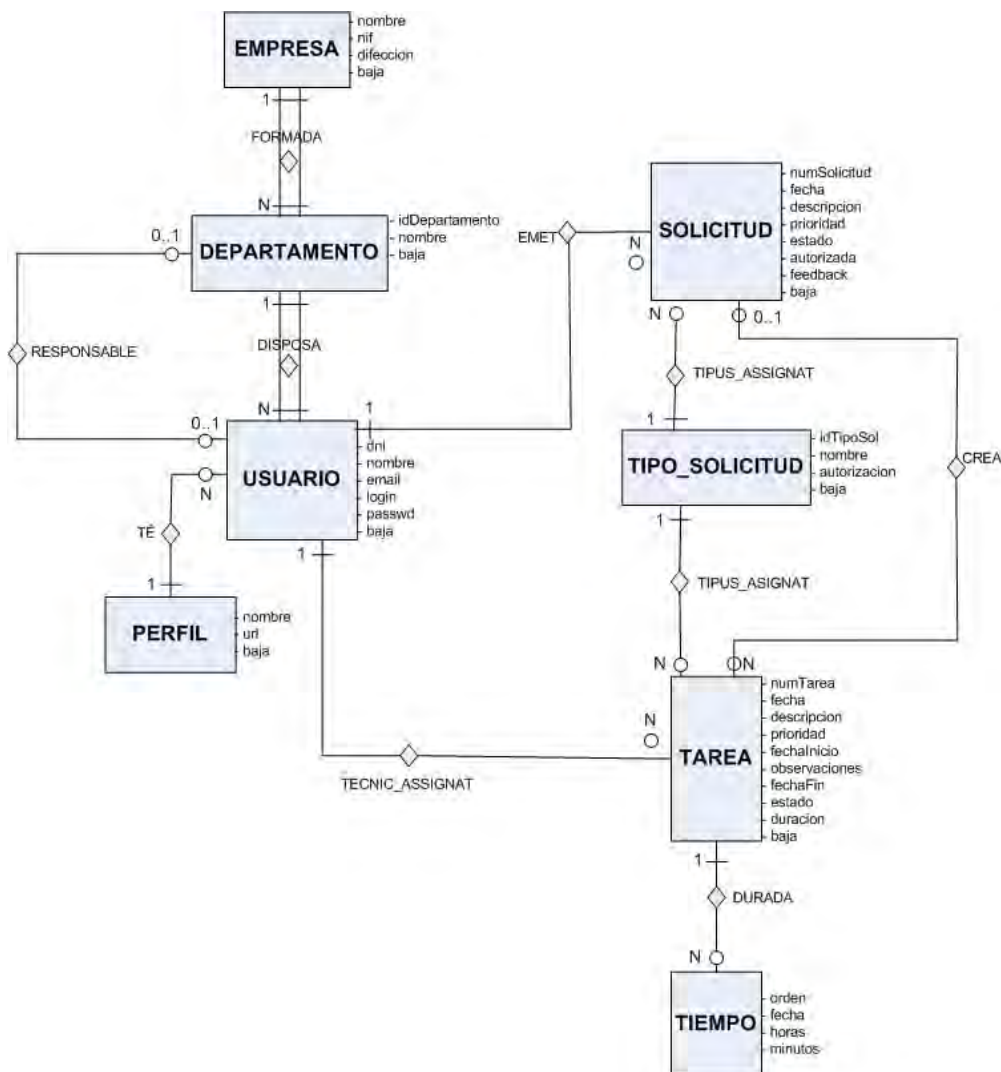 EMPRESA
nombre
nif
difeccion
baja
1
FORMADA
N
DEPARTAMENTO
idDepartamento
nombre
baja
0..1
1
RESPONSABLE
DISPOSA
N
0..1
1
USUARIO
dni
nombre
email
login
passwd
baja
N
TÉ
1
1
PERFIL
nombre
url
baja
EMET
N
SOLICITUD
numSolicitud
fecha
descripcion
prioridad
estado
autorizada
feedback
baja
N
0..1
TIPUS_ASSIGNAT
1
TIPO_SOLICITUD
idTipoSol
nombre
autorizacion
baja
CREA
1
TIPUS_ASIGNAT
N
N
N
TECNIC_ASSIGNAT
TAREA
numTarea
fecha
descripcion
prioridad
fechaInicio
observaciones
fechaFin
estado
duracion
baja
1
DURADA
N
TIEMPO
orden
fecha
horas
minutos